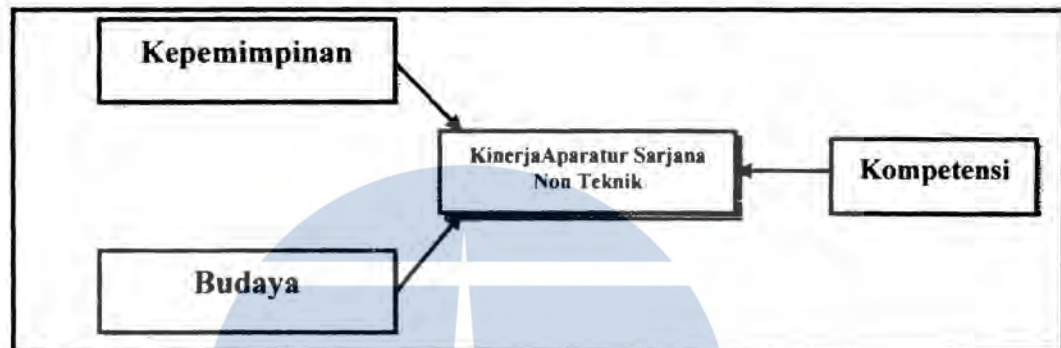 Kepemimpinan
KinerjaAparatur Sarjana
Non Teknik
Kompetensi
Budaya